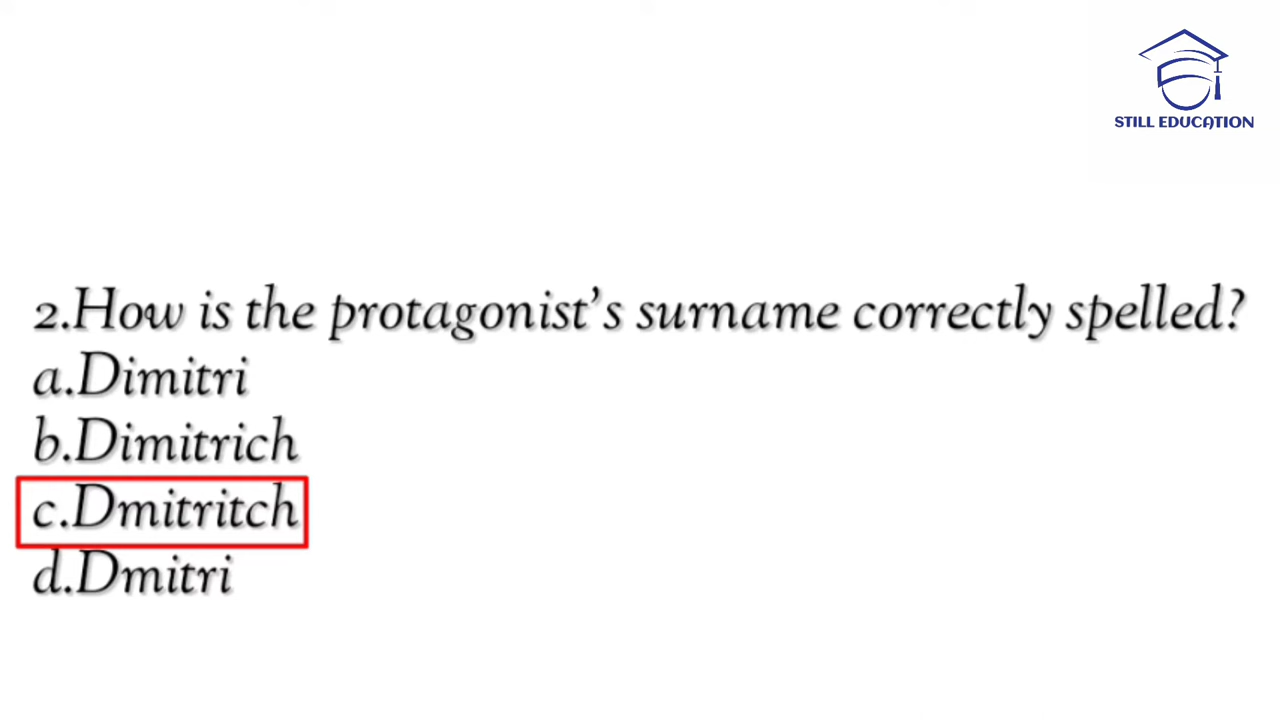 STILL EDUCATION
2.How is the protagonist’s surname correctly spelled?
a.Dimitri
b.Dimitrich
c.Dmitritch
d.Dmitri